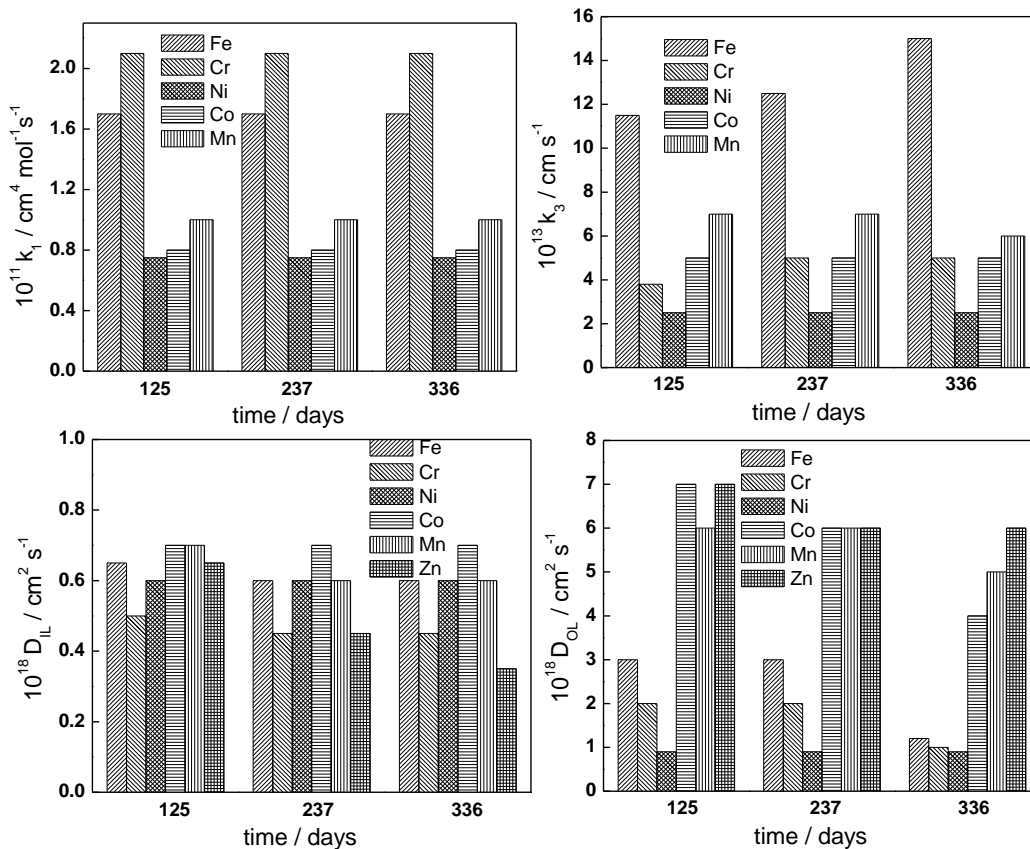 10^11 k_1 / cm^4 mol^-1 s^-1
2.0
1.6
1.2
0.8
0.4
0.0
Fe
Cr
Ni
Co
Mn
125 237 336
time / days
10^13 k_3 / cm s^-1
16
14
12
10
8
6
4
2
0
Fe
Cr
Ni
Co
Mn
125 237 336
time / days
10^18 D_IL / cm^2 s^-1
1.0
0.8
0.6
0.4
0.2
0.0
Fe
Cr
Ni
Co
Mn
Zn
125 237 336
time / days
10^18 D_OL / cm^2 s^-1
8
7
6
5
4
3
2
1
0
Fe
Cr
Ni
Co
Mn
Zn
125 237 336
time / days